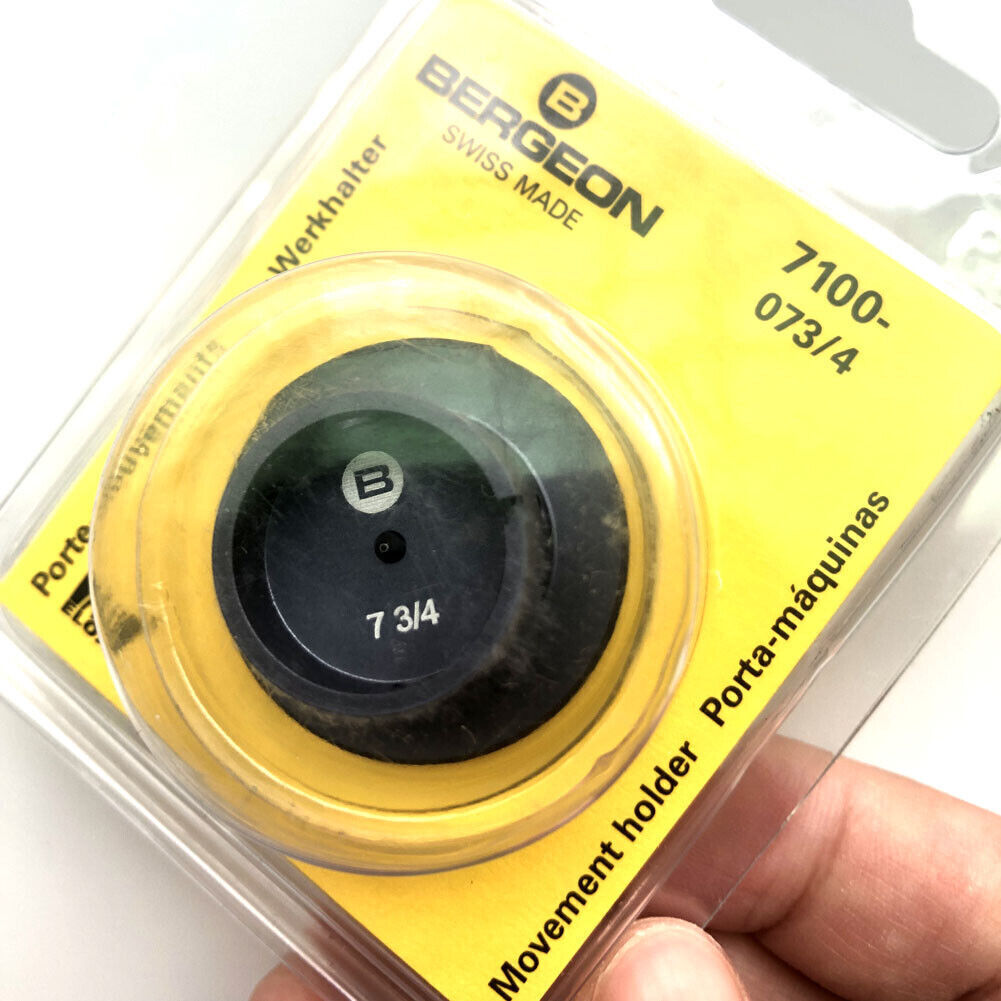 B
BERGEON
SWISS MADE
7100-
073/4
Werkhalter
Porte
B
7 3/4
Porta-máquinas
Movement holder